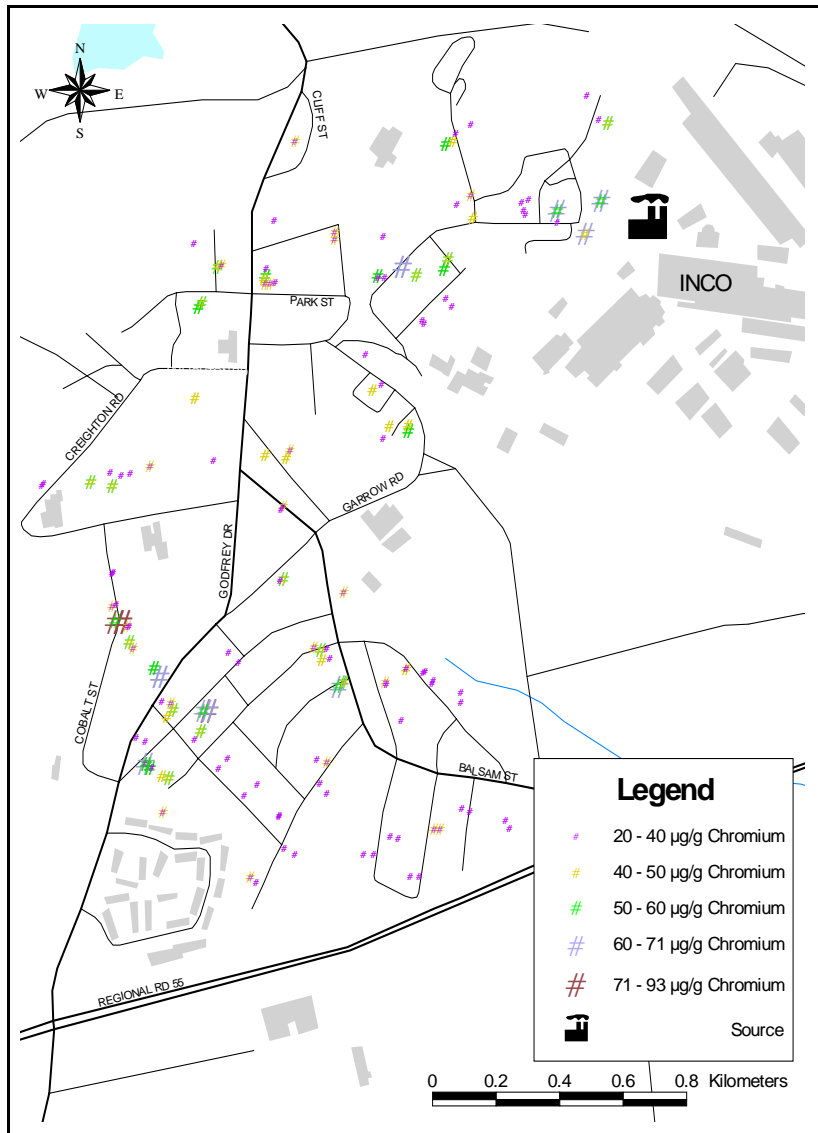 N
W E
S
CLIFF ST
INCO
PARK ST
CREIGHTON RD
GARROW RD
GODFREY DR
COBALT ST
BALSAM ST
REGIONAL RD 55
Legend
# 20 - 40 µg/g Chromium
# 40 - 50 µg/g Chromium
# 50 - 60 µg/g Chromium
# 60 - 71 µg/g Chromium
# 71 - 93 µg/g Chromium
Source
0 0.2 0.4 0.6 0.8 Kilometers